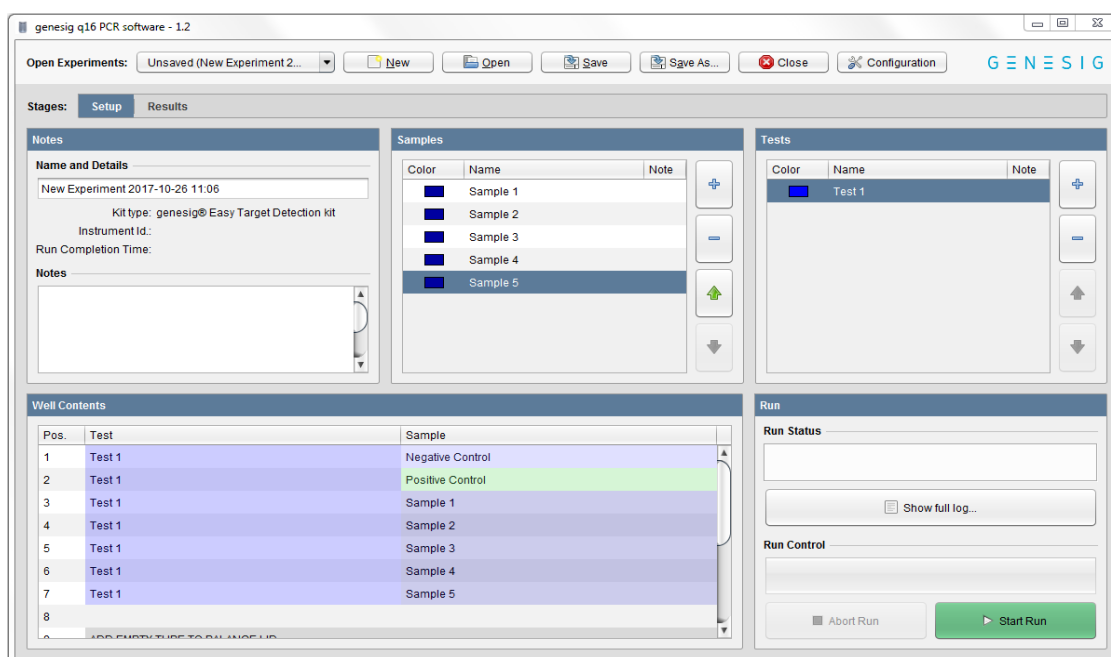 genesig q16 PCR software - 1.2
Open Experiments: Unsaved (New Experiment 2... New Open Save Save As... Close Configuration GENESIG
Stages: Setup Results
Notes
Name and Details
New Experiment 2017-10-26 11:06
Kit type: genesig® Easy Target Detection kit
Instrument Id.:
Run Completion Time:
Notes
Samples
Color Name Note
Sample 1
Sample 2
Sample 3
Sample 4
Sample 5
Tests
Color Name Note
Test 1
Well Contents
Pos. Test Sample
1 Test 1 Negative Control
2 Test 1 Positive Control
3 Test 1 Sample 1
4 Test 1 Sample 2
5 Test 1 Sample 3
6 Test 1 Sample 4
7 Test 1 Sample 5
8
ADD EMPTY TUBE TO BALANCE LID
Run
Run Status
Show full log...
Run Control
Abort Run Start Run